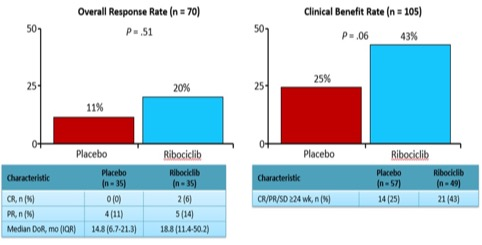 Overall Response Rate (n = 70)
50
P = .51
25
20%
11%
0
Placebo Ribociclib
Characteristic Placebo (n = 35) Ribociclib (n = 35)
CR, n (%) 0 (0) 2 (6)
PR, n (%) 4 (11) 5 (14)
Median DoR, mo (IQR) 14.8 (6.7-21.3) 18.8 (11.4-50.2)
Clinical Benefit Rate (n = 105)
50
P = .06 43%
25%
25
0
Placebo Ribociclib
Characteristic Placebo (n = 57) Ribociclib (n = 49)
CR/PR/SD ≥24 wk, n (%) 14 (25) 21 (43)